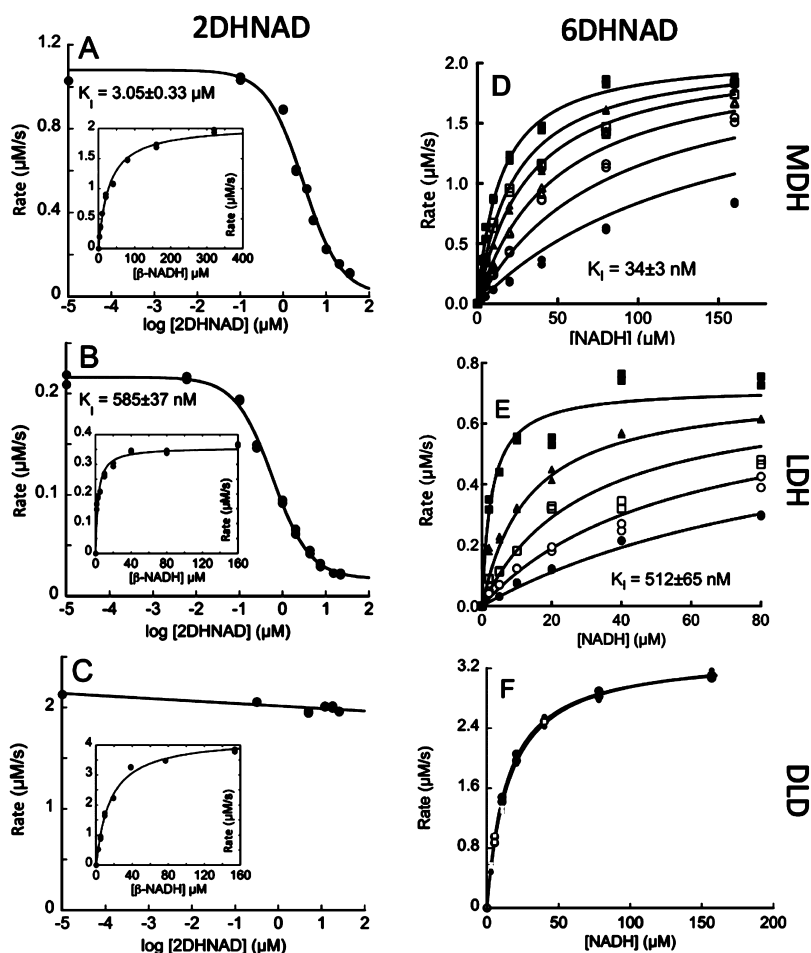 2DHNAD 6DHNAD
A
1.2
0.9
0.6
0.3
0
K_I = 3.05±0.33 µM
Rate (µM/s)
2
1.5
1
0.5
0
Rate (µM/s)
0 80 160 240 320 400
[β-NADH] µM
-5 -4 -3 -2 -1 0 1 2
log [2DHNAD] (µM)
D
2.0
1.5
1.0
0.5
0.0
Rate (µM/s)
K_I = 34±3 nM
0 50 100 150
[NADH] (µM)
MDH
B
0.2
0.1
0
K_I = 585±37 nM
Rate (µM/s)
0.4
0.3
0.2
0.1
0
Rate (µM/s)
0 40 80 120 160
[β-NADH] µM
-5 -4 -3 -2 -1 0 1 2
log [2DHNAD] (µM)
E
0.8
0.6
0.4
0.2
0.0
Rate (µM/s)
K_I = 512±65 nM
0 20 40 60 80
[NADH] (µM)
LDH
C
2
1
0
Rate (µM/s)
4
3
2
1
0
Rate (µM/s)
0 40 80 120 160
[β-NADH] µM
-5 -4 -3 -2 -1 0 1 2
log [2DHNAD] (µM)
F
3.2
2.4
1.6
0.8
0
Rate (µM/s)
0 50 100 150 200
[NADH] (µM)
DLD